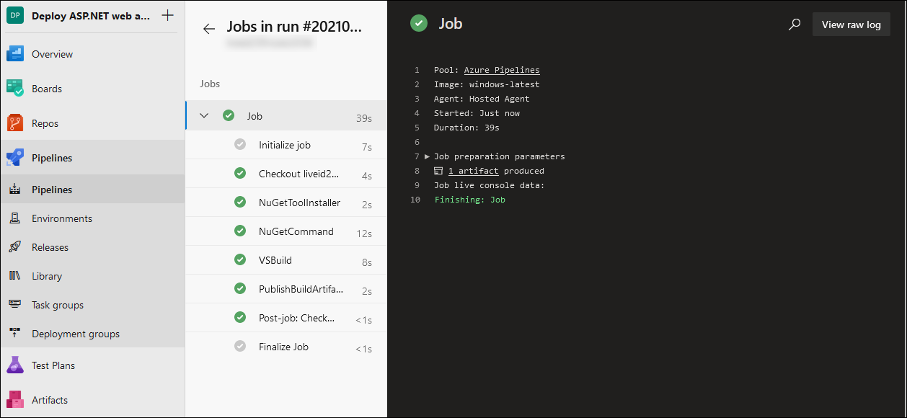 DP
Deploy ASP.NET web a...
Overview
Boards
Repos
Pipelines
Pipelines
Environments
Releases
Library
Task groups
Deployment groups
Test Plans
Artifacts
Jobs in run #20210...
Jobs
Job 39s
Initialize job 7s
Checkout liveid2... 4s
NuGetToolInstaller 2s
NuGetCommand 12s
VSBuild 8s
PublishBuildArtifa... 2s
Post-job: Check... <1s
Finalize Job <1s
Job
View raw log
1 Pool: Azure Pipelines
2 Image: windows-latest
3 Agent: Hosted Agent
4 Started: Just now
5 Duration: 39s
6
7 Job preparation parameters
8 1 artifact produced
9 Job live console data:
10 Finishing: Job